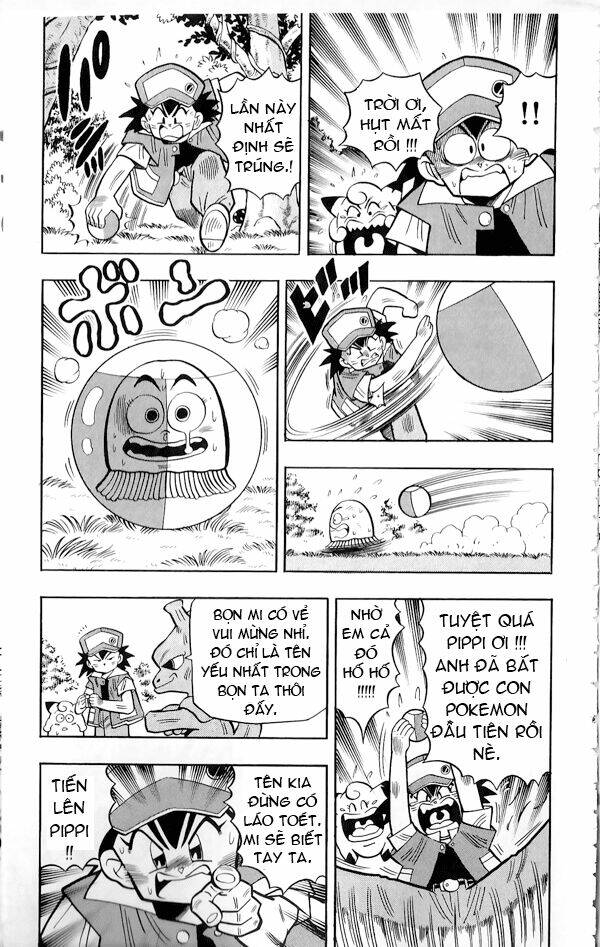 TRỜI ƠI,
HỤT MẤT
RỒI !!!
!!
LẦN NÀY
NHẤT
ĐỊNH SẼ
TRÚNG.!
ボン
TUYỆT QUÁ
PIPPI ƠI !!!
ANH ĐÃ BẮT
ĐƯỢC CON
POKEMON
ĐẦU TIÊN RỒI
NÈ.
NHỜ
EM CẢ
ĐÓ
HỐ HỐ
!!!!!
BỌN MI CÓ VẺ
VUI MỪNG NHỈ.
ĐÓ CHỈ LÀ TÊN
YẾU NHẤT TRONG
BỌN TA THÔI
ĐẤY.
TÊN KIA
ĐỪNG CÓ
LÁO TOÉT.
MI SẼ BIẾT
TAY TA.
TIẾN
LÊN
PIPPI
!!